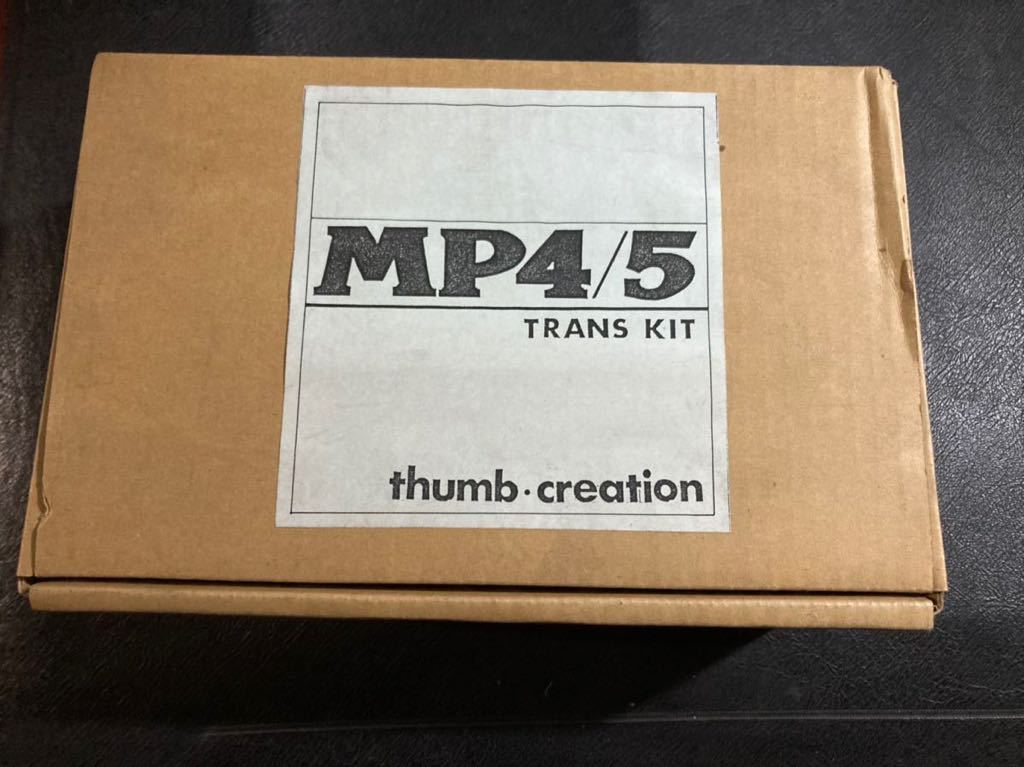 MP4/5
TRANS KIT
thumb·creation